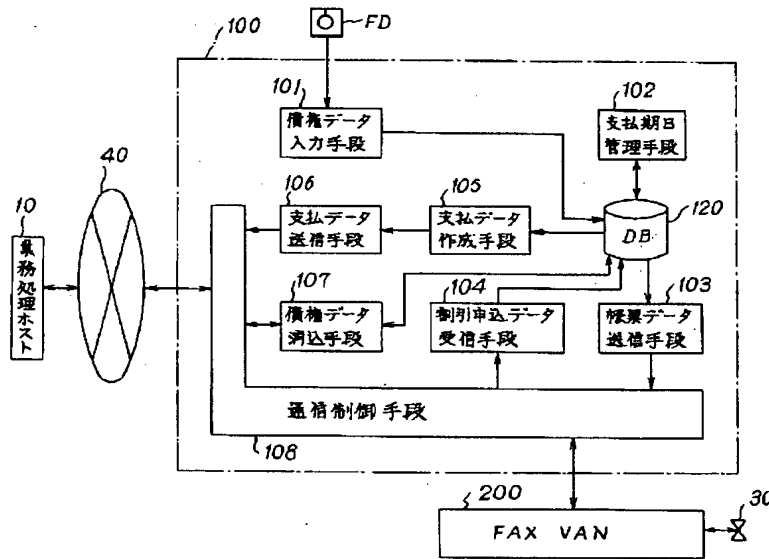 FD
100
101
債権データ
入力手段
102
支払期日
管理手段
40
10
業務処理ホスト
106
支払データ
送信手段
105
支払データ
作成手段
120
DB
107
債権データ
消込手段
104
割引申込データ
受信手段
103
帳票データ
送信手段
通信制御手段
108
200
FAX VAN
30